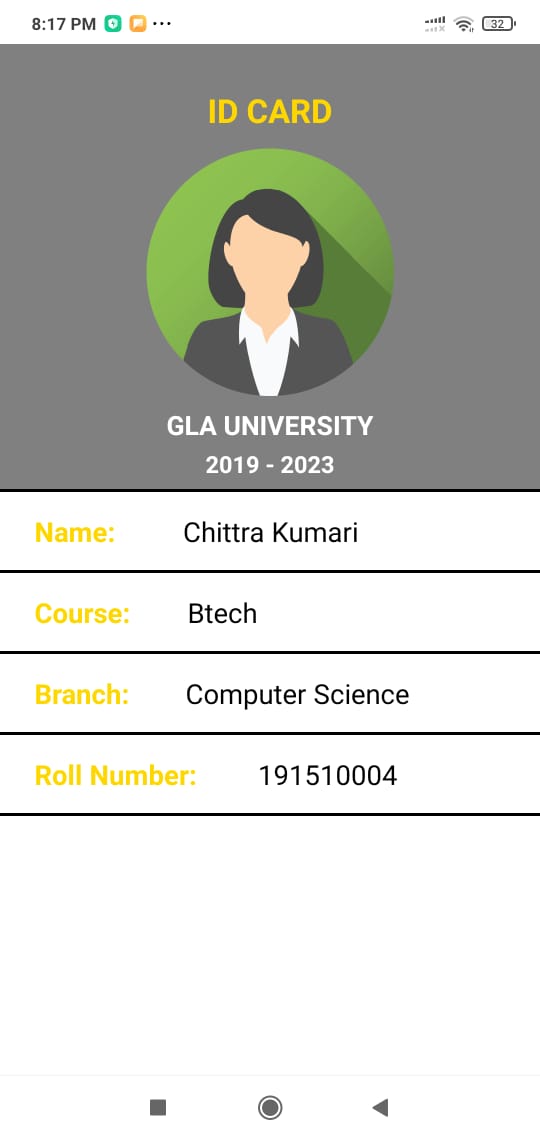 8:17 PM
32
ID CARD
GLA UNIVERSITY
2019 - 2023
Name: Chittra Kumari
Course: Btech
Branch: Computer Science
Roll Number: 191510004